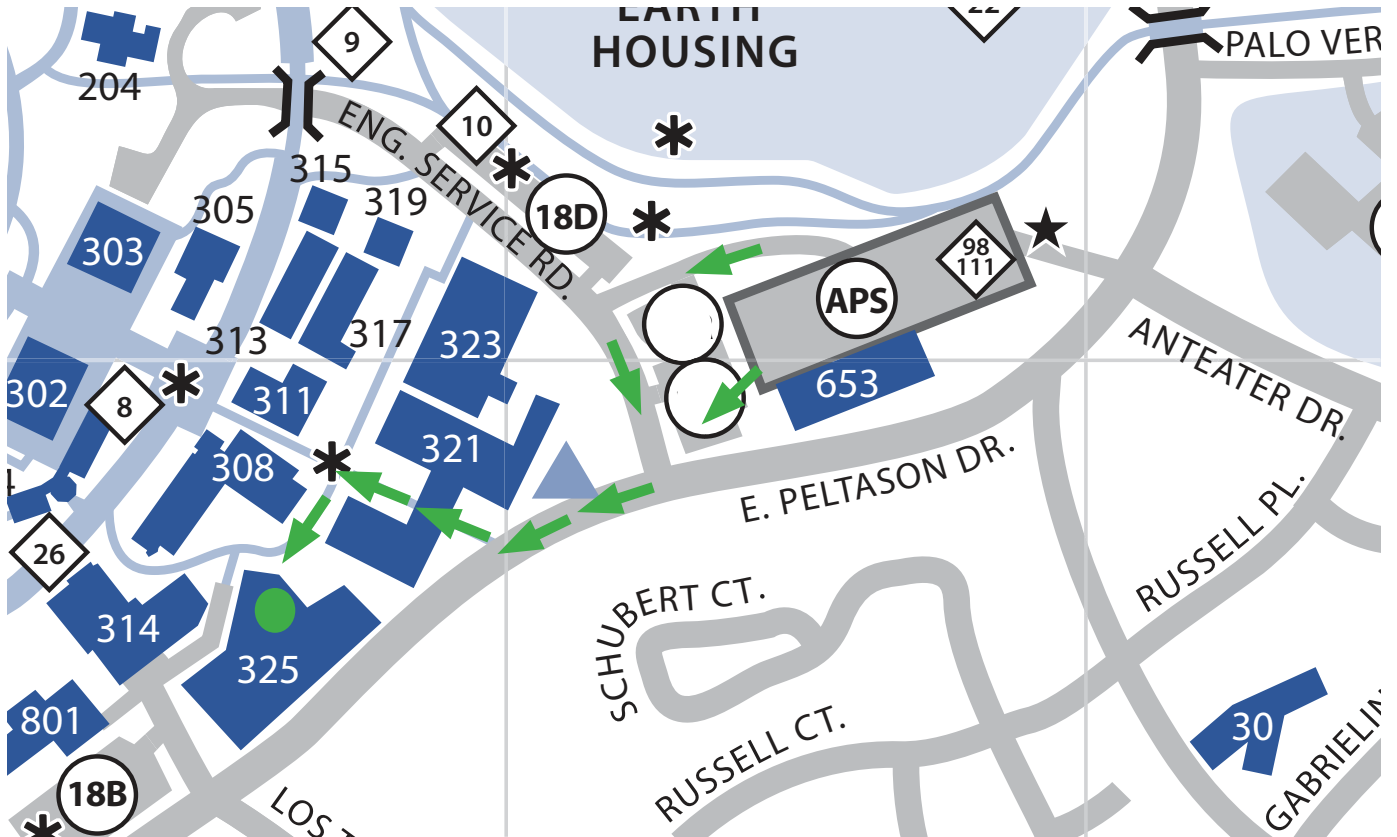 EARTH
HOUSING
22
9
PALO VER
204
10
ENG. SERVICE RD.
315
319
305
18D
303
98
111
APS
313
317
323
302
8
311
653
ANTEATER DR.
308
321
E. PELTASON DR.
4
26
RUSSELL PL.
SCHUBERT CT.
314
325
801
RUSSELL CT.
30
18B
LOS T
GABRIELIN